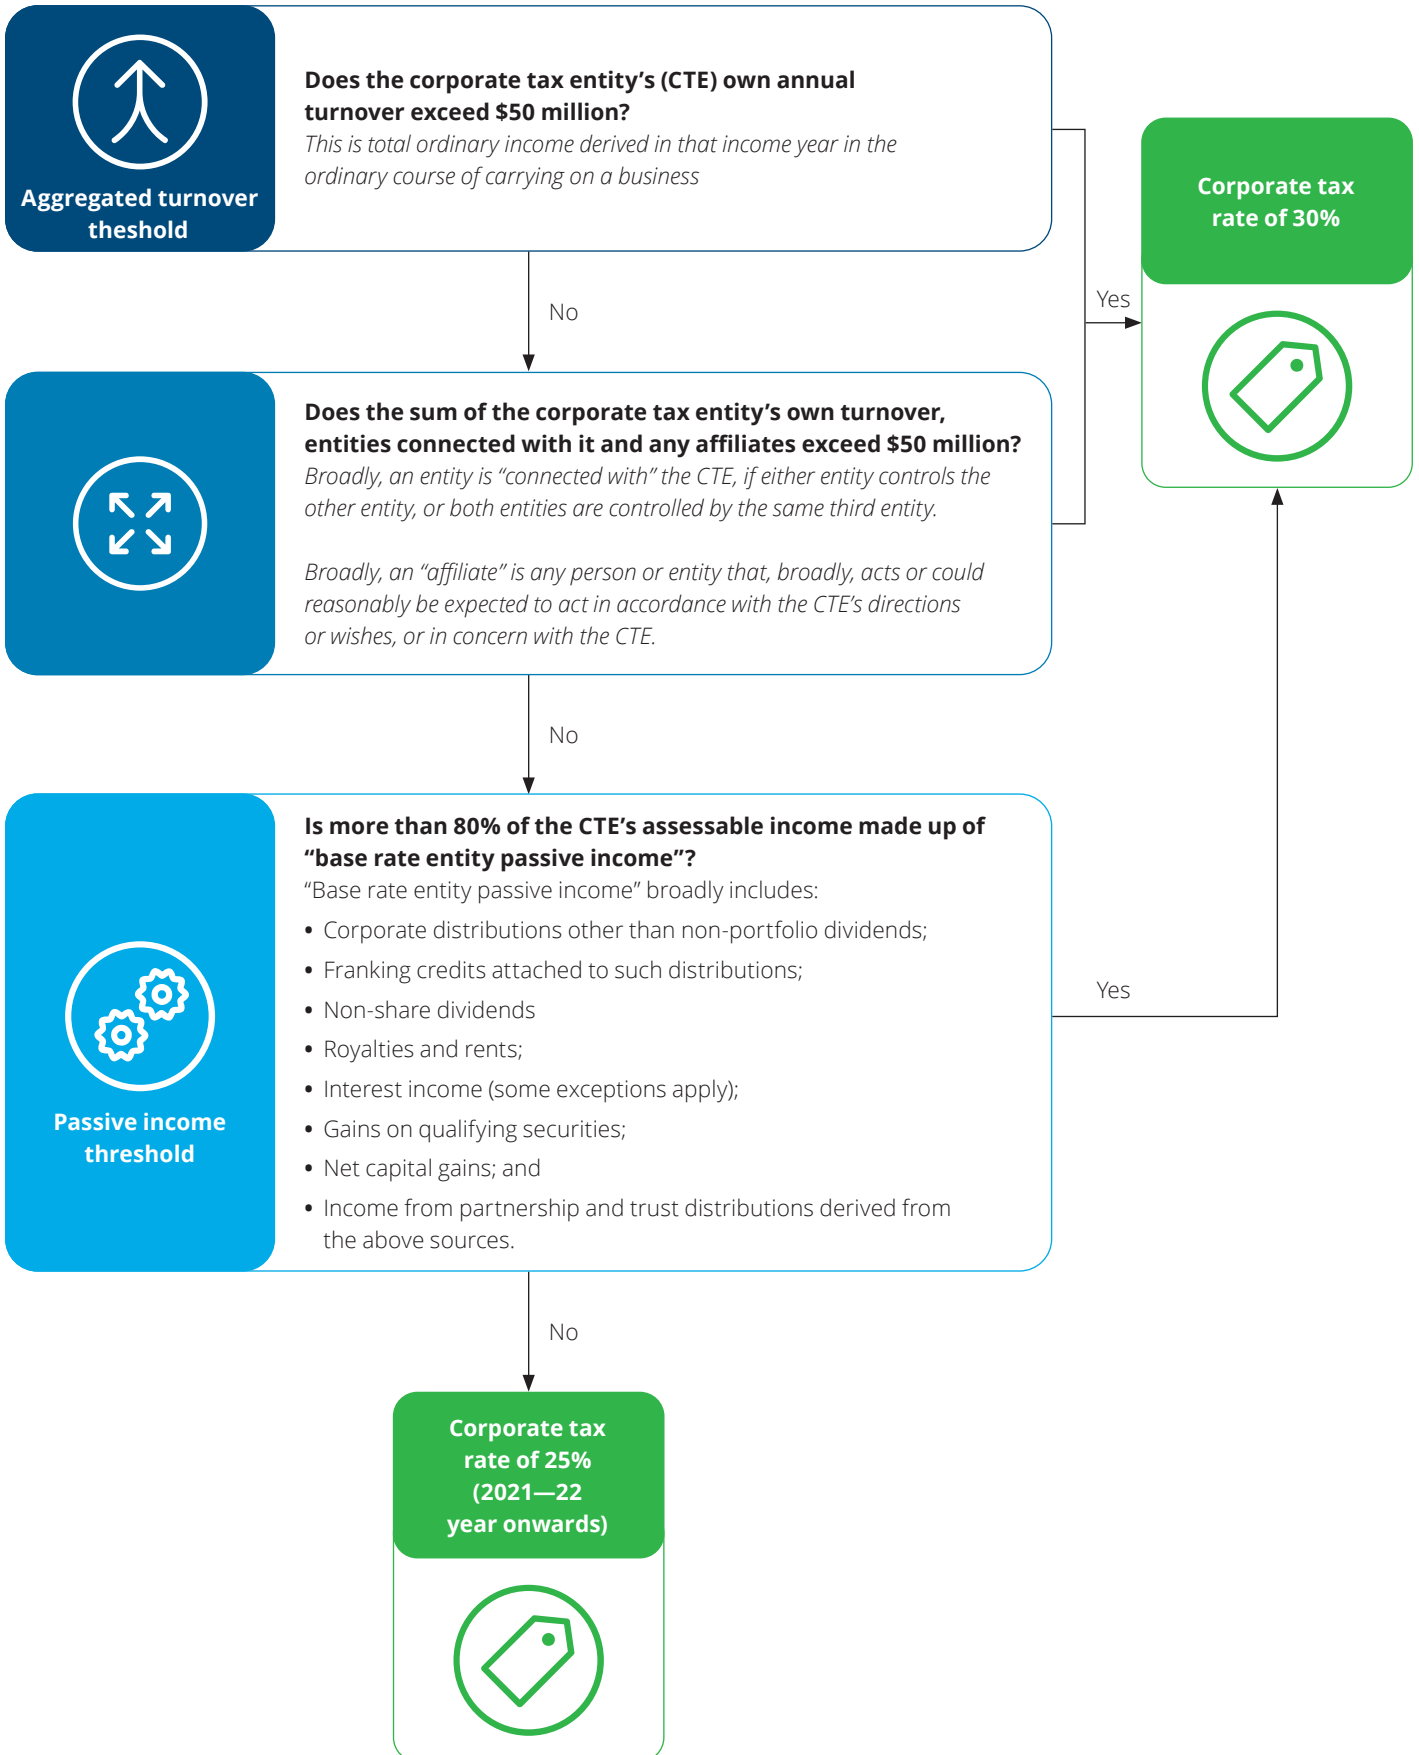 Aggregated turnover
theshold
Does the corporate tax entity’s (CTE) own annual
turnover exceed $50 million?
This is total ordinary income derived in that income year in the
ordinary course of carrying on a business
Corporate tax
rate of 30%
Yes
No
Does the sum of the corporate tax entity’s own turnover,
entities connected with it and any affiliates exceed $50 million?
Broadly, an entity is “connected with” the CTE, if either entity controls the
other entity, or both entities are controlled by the same third entity.
Broadly, an “affiliate” is any person or entity that, broadly, acts or could
reasonably be expected to act in accordance with the CTE’s directions
or wishes, or in concern with the CTE.
No
Passive income
threshold
Is more than 80% of the CTE’s assessable income made up of
“base rate entity passive income”?
“Base rate entity passive income” broadly includes:
• Corporate distributions other than non-portfolio dividends;
• Franking credits attached to such distributions;
• Non-share dividends
• Royalties and rents;
• Interest income (some exceptions apply);
• Gains on qualifying securities;
• Net capital gains; and
• Income from partnership and trust distributions derived from
the above sources.
Yes
No
Corporate tax
rate of 25%
(2021—22
year onwards)